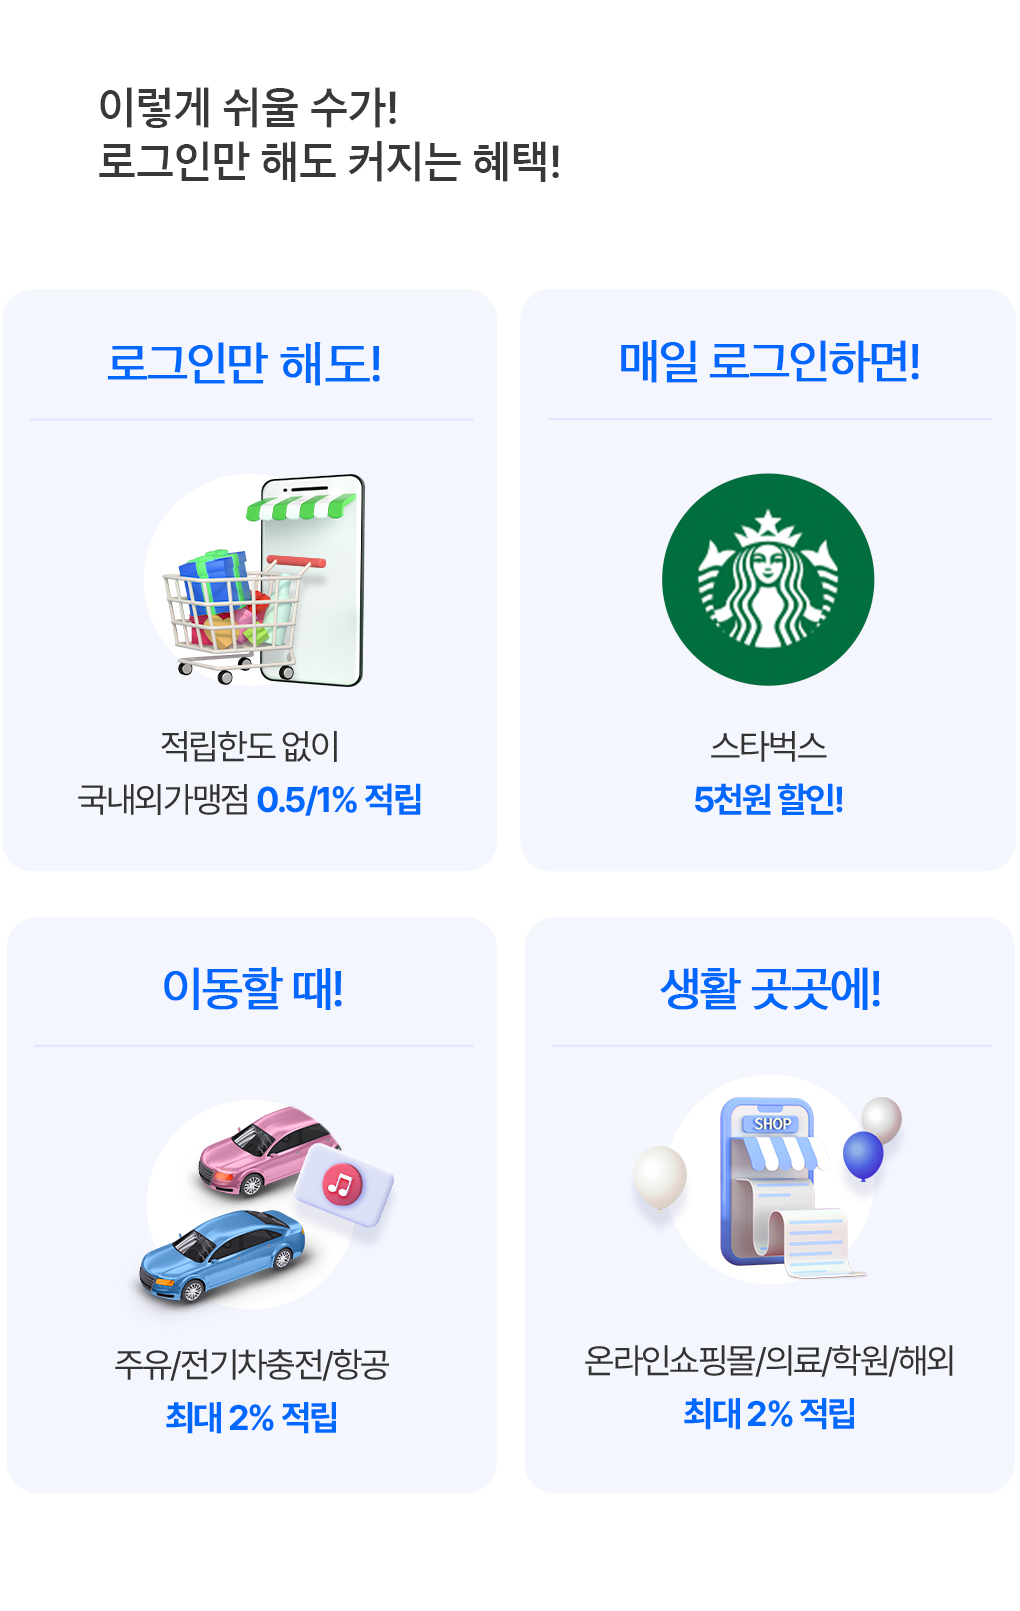 이렇게 쉬울 수가!
로그인만 해도 커지는 혜택!
로그인만 해도!
적립한도 없이
국내외가맹점 0.5/1% 적립
매일 로그인하면!
스타벅스
5천원 할인!
이동할 때!
주유/전기차충전/항공
최대 2% 적립
생활 곳곳에!
SHOP
온라인쇼핑몰/의료/학원/해외
최대 2% 적립